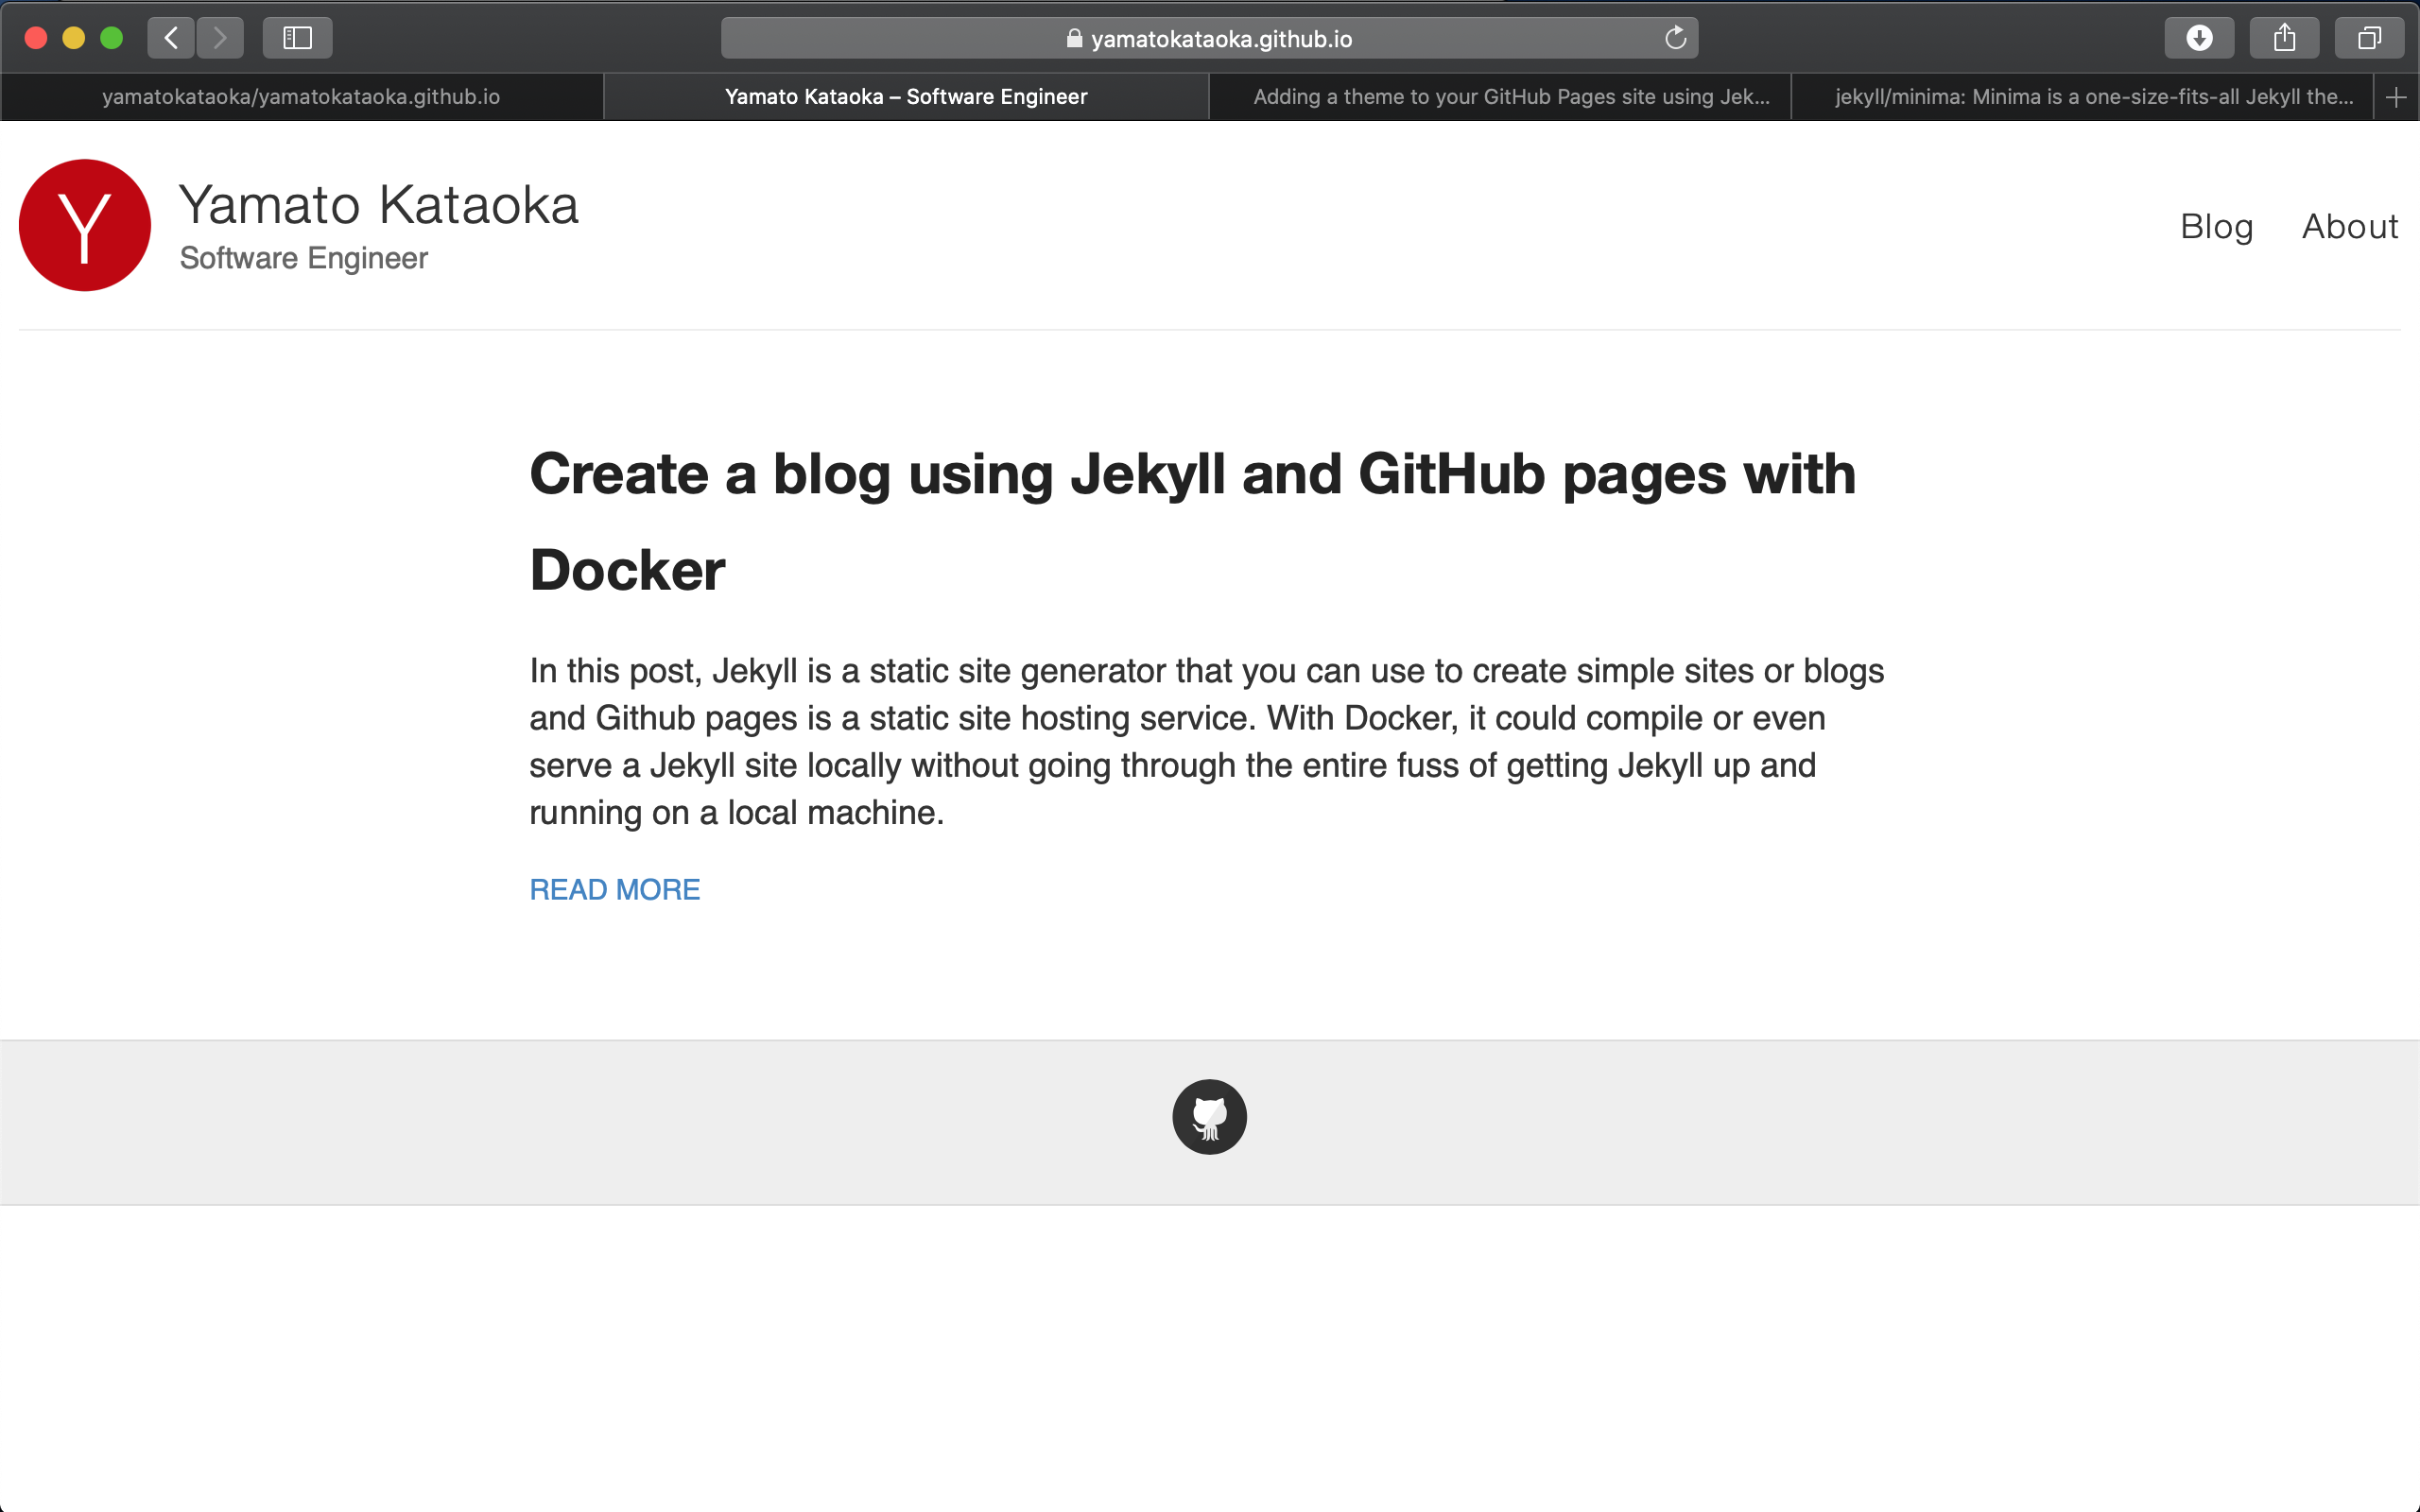 yamatokataoka.github.io
yamatokataoka/yamatokataoka.github.io
Yamato Kataoka – Software Engineer
Adding a theme to your GitHub Pages site using Jek...
jekyll/minima: Minima is a one-size-fits-all Jekyll the...
Y
Yamato Kataoka
Software Engineer
Blog
About
Create a blog using Jekyll and GitHub pages with
Docker
In this post, Jekyll is a static site generator that you can use to create simple sites or blogs
and Github pages is a static site hosting service. With Docker, it could compile or even
serve a Jekyll site locally without going through the entire fuss of getting Jekyll up and
running on a local machine.
READ MORE